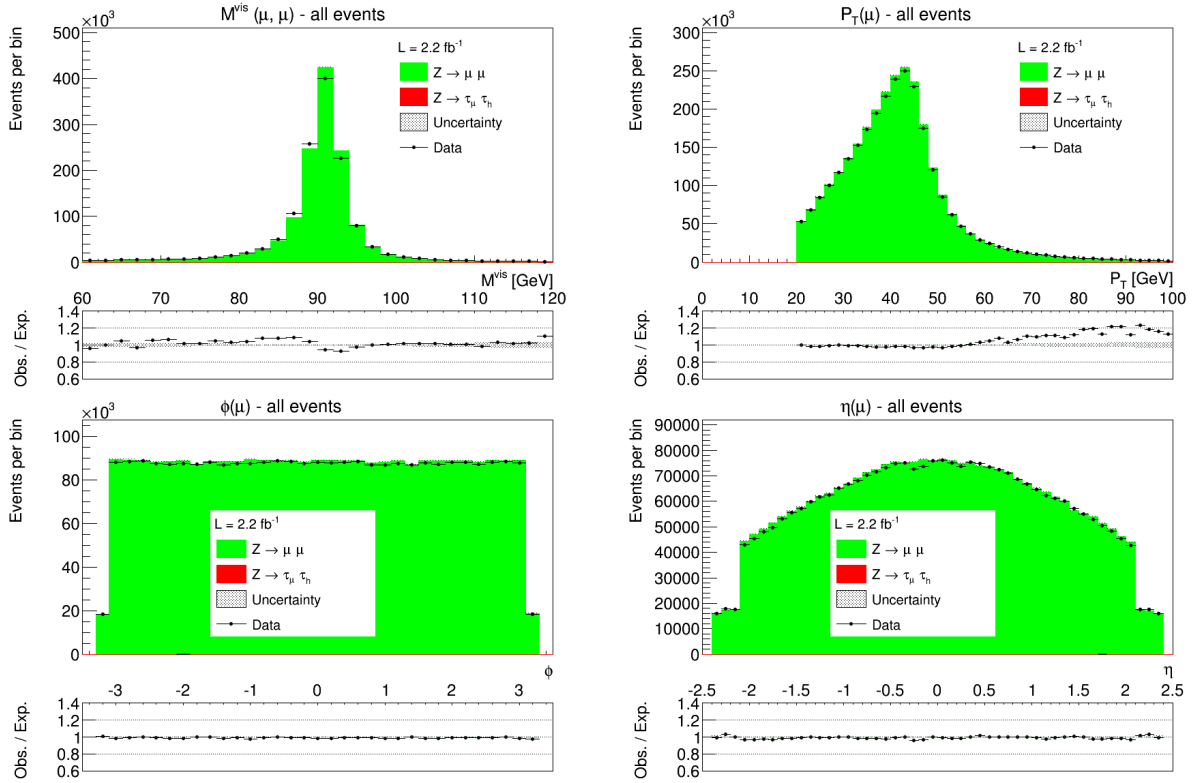 M^vis (μ, μ) - all events
×10³
Events per bin
500
400
300
200
100
0
L = 2.2 fb⁻¹
Z → μ μ
Z → τ_μ τ_h
Uncertainty
Data
M^vis [GeV]
60 70 80 90 100 110 120
Obs. / Exp.
1.4
1.2
1
0.8
0.6
P_T(μ) - all events
×10³
Events per bin
300
250
200
150
100
50
0
L = 2.2 fb⁻¹
Z → μ μ
Z → τ_μ τ_h
Uncertainty
Data
P_T [GeV]
0 10 20 30 40 50 60 70 80 90 100
Obs. / Exp.
1.4
1.2
1
0.8
0.6
ϕ(μ) - all events
×10³
Events per bin
100
80
60
40
20
0
L = 2.2 fb⁻¹
Z → μ μ
Z → τ_μ τ_h
Uncertainty
Data
ϕ
-3 -2 -1 0 1 2 3
Obs. / Exp.
1.4
1.2
1
0.8
0.6
η(μ) - all events
Events per bin
90000
80000
70000
60000
50000
40000
30000
20000
10000
0
L = 2.2 fb⁻¹
Z → μ μ
Z → τ_μ τ_h
Uncertainty
Data
η
-2.5 -2 -1.5 -1 -0.5 0 0.5 1 1.5 2 2.5
Obs. / Exp.
1.4
1.2
1
0.8
0.6